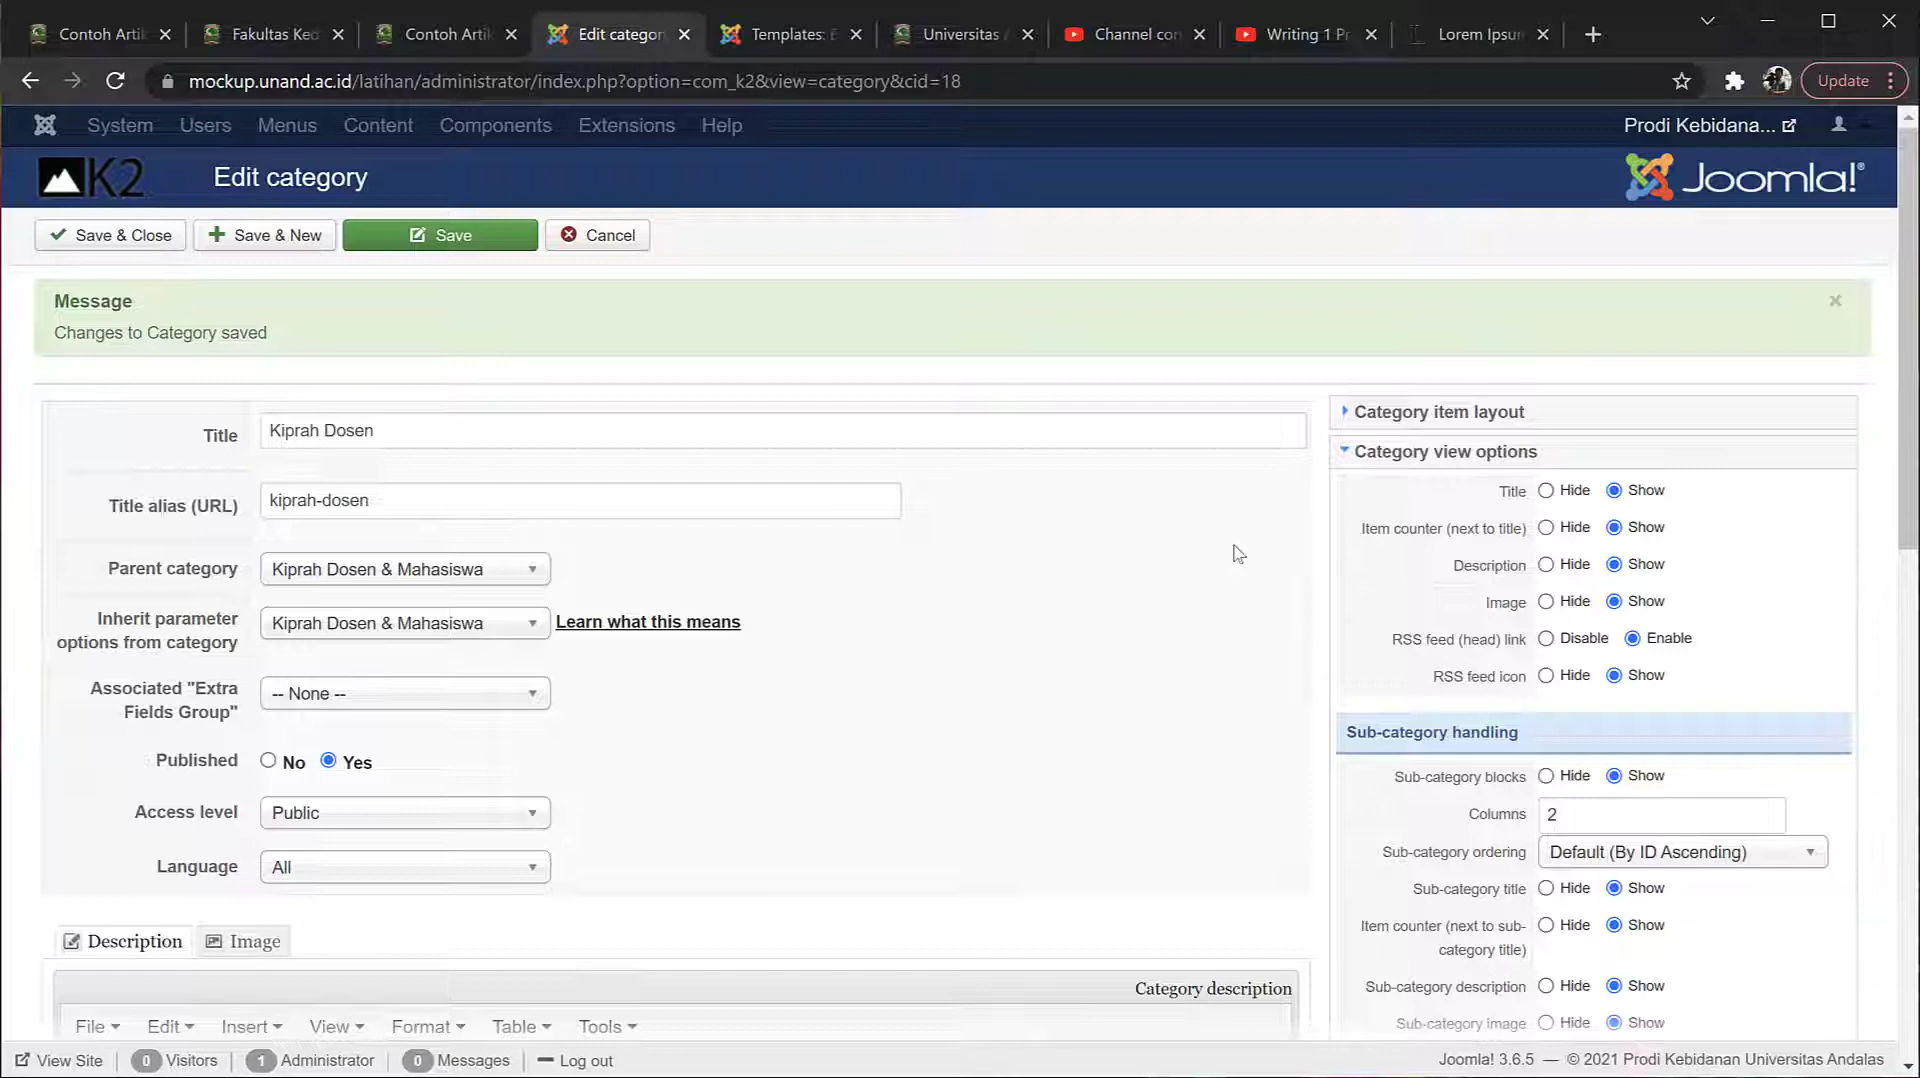 Contoh Artik
Fakultas Ked
Contoh Artik
Edit categor
Templates: E
Universitas A
Channel con
Writing 1 Pr
Lorem Ipsum
mockup.unand.ac.id/latihan/administrator/index.php?option=com_k2&view=category&cid=18
Update
System Users Menus Content Components Extensions Help
Prodi Kebidana...
K2
Edit category
Joomla!®
Save & Close
Save & New
Save
Cancel
Message
Changes to Category saved
Title
Kiprah Dosen
Title alias (URL)
kiprah-dosen
Parent category
Kiprah Dosen & Mahasiswa
Inherit parameter
options from category
Kiprah Dosen & Mahasiswa
Learn what this means
Associated "Extra
Fields Group"
-- None --
Published
No Yes
Access level
Public
Language
All
Description
Image
Category description
File Edit Insert View Format Table Tools
Category item layout
Category view options
Title Hide Show
Item counter (next to title) Hide Show
Description Hide Show
Image Hide Show
RSS feed (head) link Disable Enable
RSS feed icon Hide Show
Sub-category handling
Sub-category blocks Hide Show
Columns 2
Sub-category ordering Default (By ID Ascending)
Sub-category title Hide Show
Item counter (next to sub-
category title) Hide Show
Sub-category description Hide Show
Sub-category image Hide Show
View Site 0 Visitors 1 Administrator 0 Messages Log out
Joomla! 3.6.5 — © 2021 Prodi Kebidanan Universitas Andalas